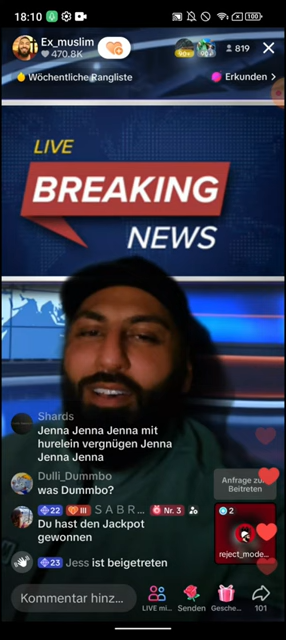 18:10
100
Ex_muslim
470.8K
819
Wöchentliche Rangliste
Erkunden >
LIVE
BREAKING
NEWS
Shards
Jenna Jenna Jenna mit
hurelein vergnügen Jenna
Jenna Jenna
Dulli_Dummbo
was Dummbo?
22 III S A B R ... Nr. 3
Du hast den Jackpot
gewonnen
23 Jess ist beigetreten
Anfrage zum
Beitreten
2
reject_mode...
Kommentar hinz...
LIVE mi...
Senden
Gesche...
101